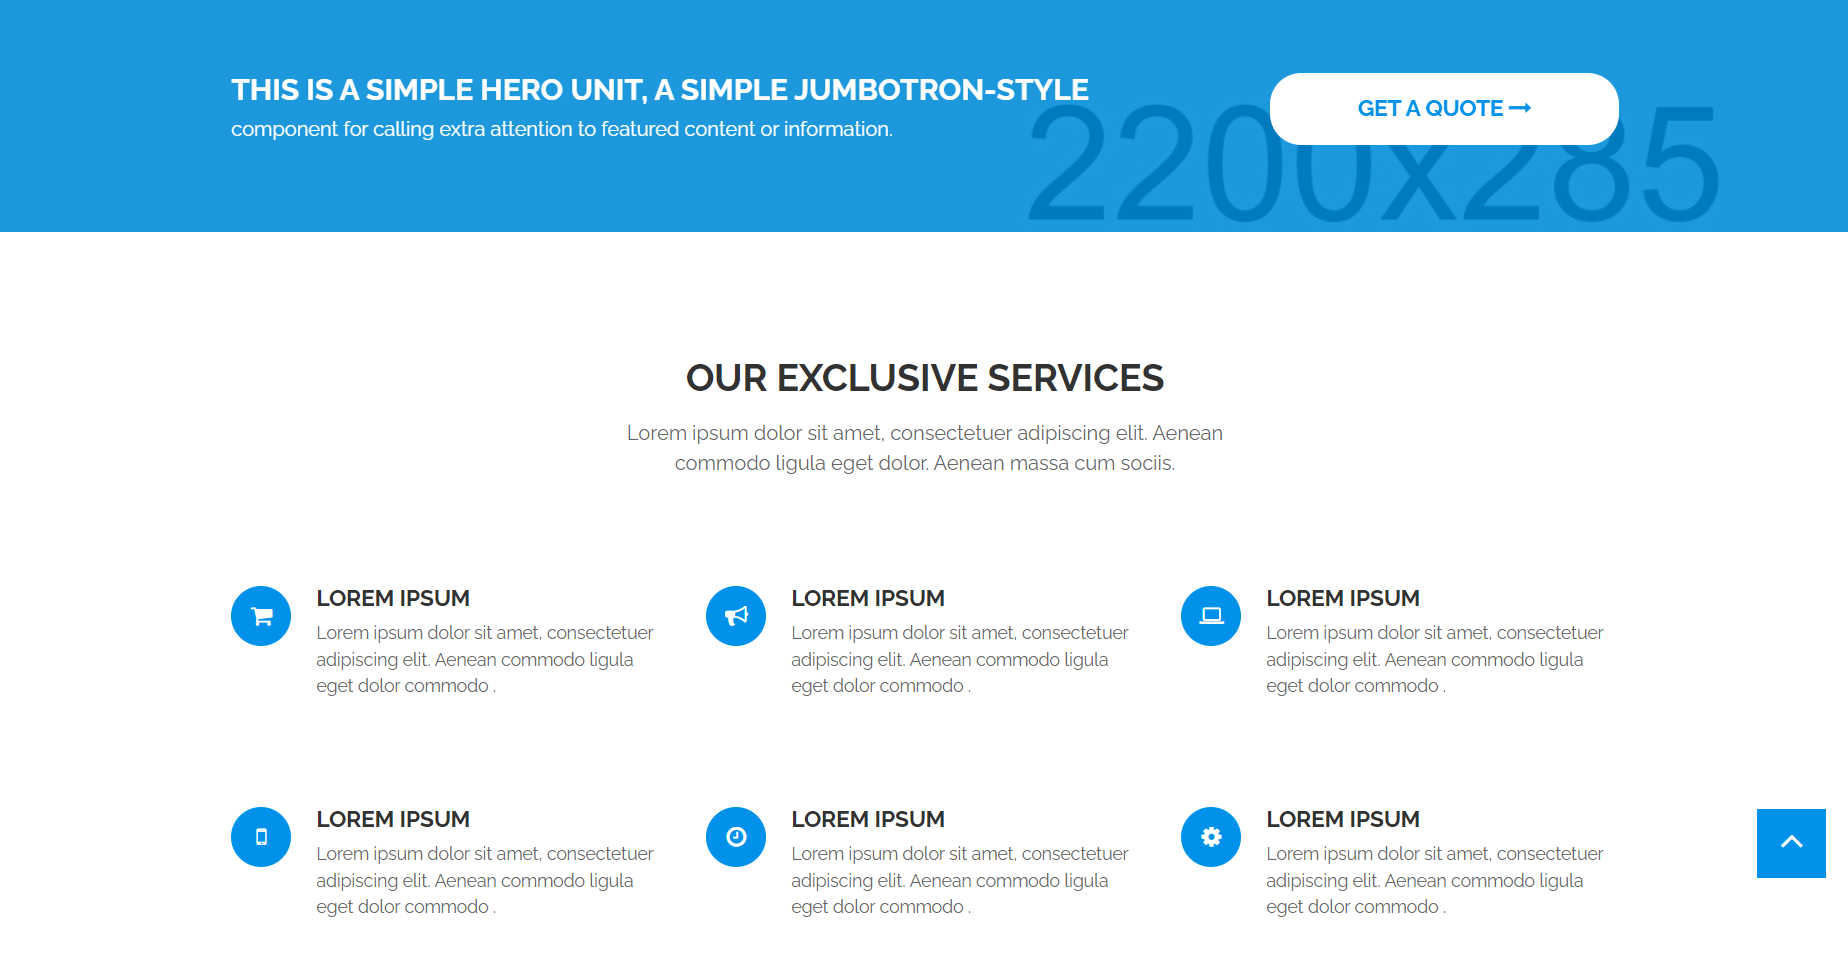 THIS IS A SIMPLE HERO UNIT, A SIMPLE JUMBOTRON-STYLE
component for calling extra attention to featured content or information.
GET A QUOTE
2200x285
OUR EXCLUSIVE SERVICES
Lorem ipsum dolor sit amet, consectetuer adipiscing elit. Aenean
commodo ligula eget dolor. Aenean massa cum sociis.
LOREM IPSUM
Lorem ipsum dolor sit amet, consectetuer
adipiscing elit. Aenean commodo ligula
eget dolor commodo .
LOREM IPSUM
Lorem ipsum dolor sit amet, consectetuer
adipiscing elit. Aenean commodo ligula
eget dolor commodo .
LOREM IPSUM
Lorem ipsum dolor sit amet, consectetuer
adipiscing elit. Aenean commodo ligula
eget dolor commodo .
LOREM IPSUM
Lorem ipsum dolor sit amet, consectetuer
adipiscing elit. Aenean commodo ligula
eget dolor commodo .
LOREM IPSUM
Lorem ipsum dolor sit amet, consectetuer
adipiscing elit. Aenean commodo ligula
eget dolor commodo .
LOREM IPSUM
Lorem ipsum dolor sit amet, consectetuer
adipiscing elit. Aenean commodo ligula
eget dolor commodo .